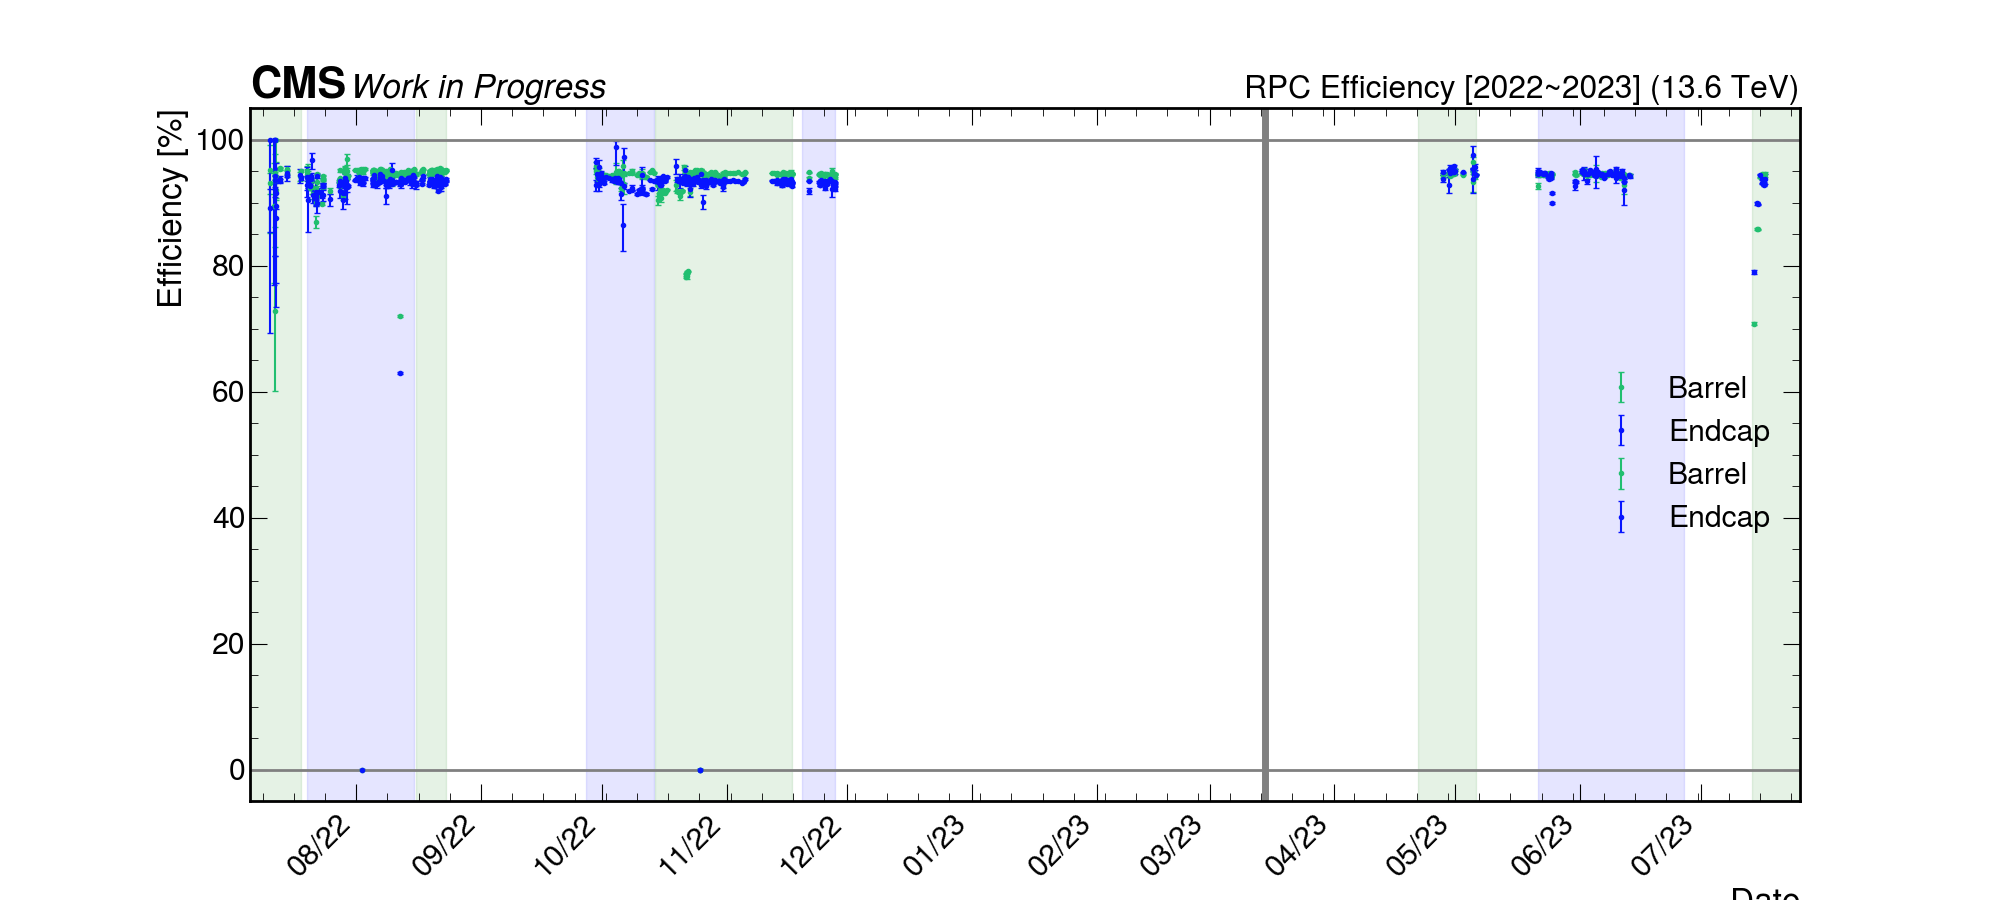 CMS Work in Progress
RPC Efficiency [2022~2023] (13.6 TeV)
Efficiency [%]
100
80
60
40
20
0
Barrel
Endcap
Barrel
Endcap
08/22
09/22
10/22
11/22
12/22
01/23
02/23
03/23
04/23
05/23
06/23
07/23
Date